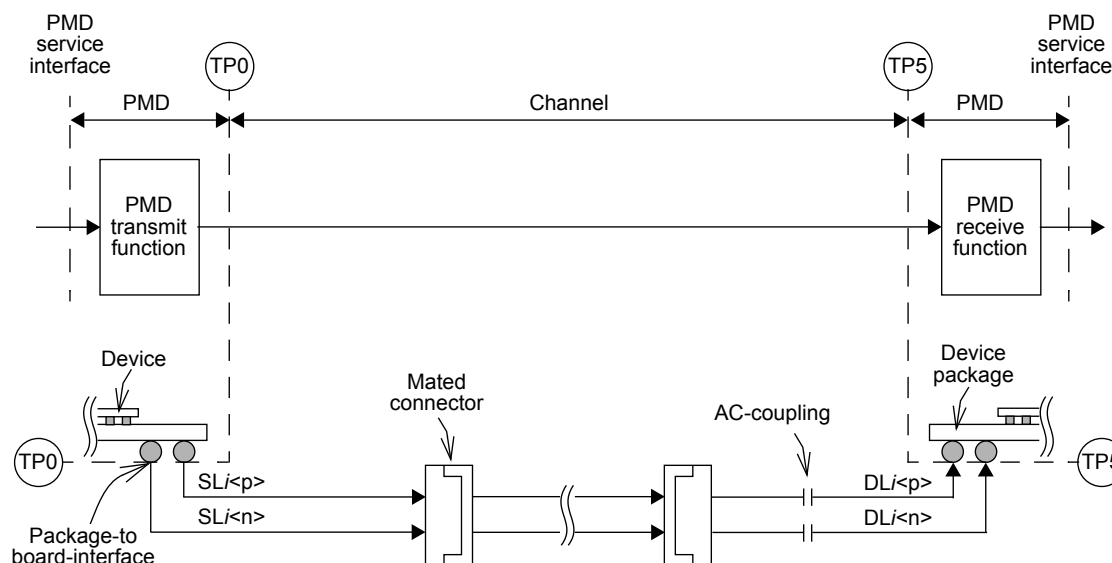 PMD
service
interface
TP0
TP5
PMD
service
interface
PMD
Channel
PMD
PMD
transmit
function
PMD
receive
function
Device
Mated
connector
AC-coupling
Device
package
TP0
TP5
SLi<p>
DLi<p>
SLi<n>
DLi<n>
Package-to
board-interface